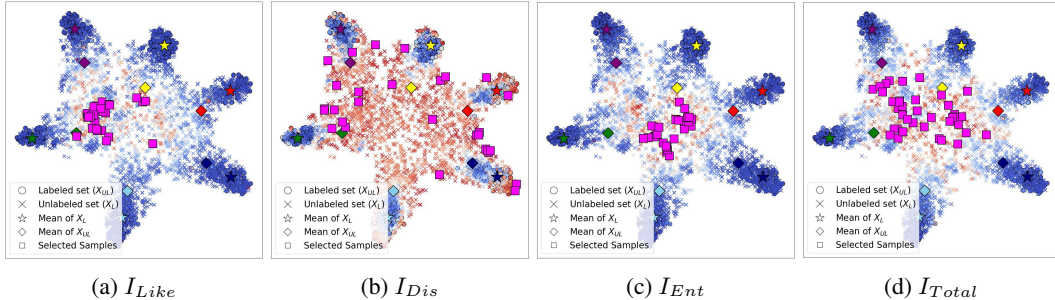 Labeled set (X_UL)
Unlabeled set (X_L)
Mean of X_L
Mean of X_UL
Selected Samples
Labeled set (X_UL)
Unlabeled set (X_L)
Mean of X_L
Mean of X_UL
Selected Samples
Labeled set (X_UL)
Unlabeled set (X_L)
Mean of X_L
Mean of X_UL
Selected Samples
Labeled set (X_UL)
Unlabeled set (X_L)
Mean of X_L
Mean of X_UL
Selected Samples
(a) I_Like
(b) I_Dis
(c) I_Ent
(d) I_Total